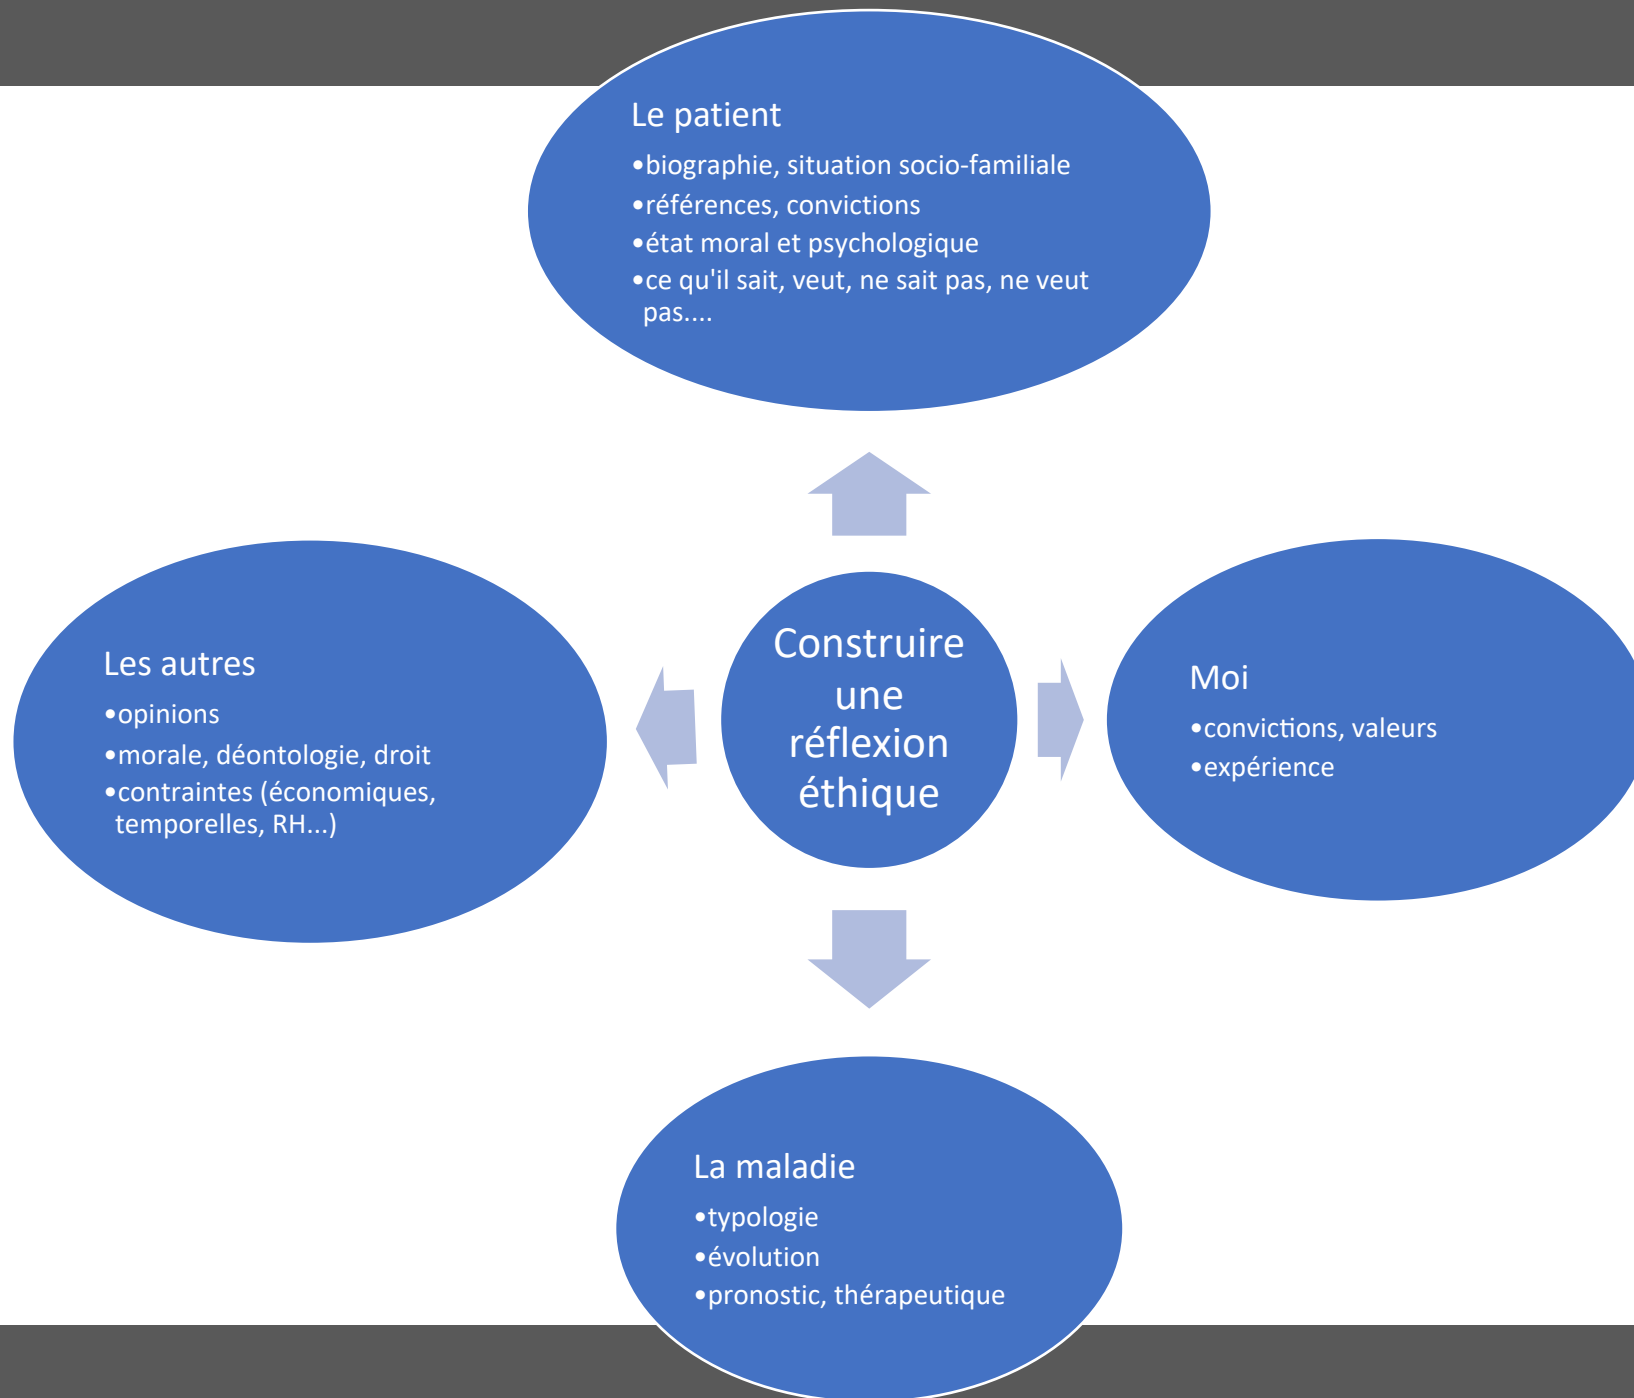 Le patient
•biographie, situation socio-familiale
•références, convictions
•état moral et psychologique
•ce qu'il sait, veut, ne sait pas, ne veut
pas....
Les autres
•opinions
•morale, déontologie, droit
•contraintes (économiques,
temporelles, RH...)
Construire
une
réflexion
éthique
Moi
•convictions, valeurs
•expérience
La maladie
•typologie
•évolution
•pronostic, thérapeutique